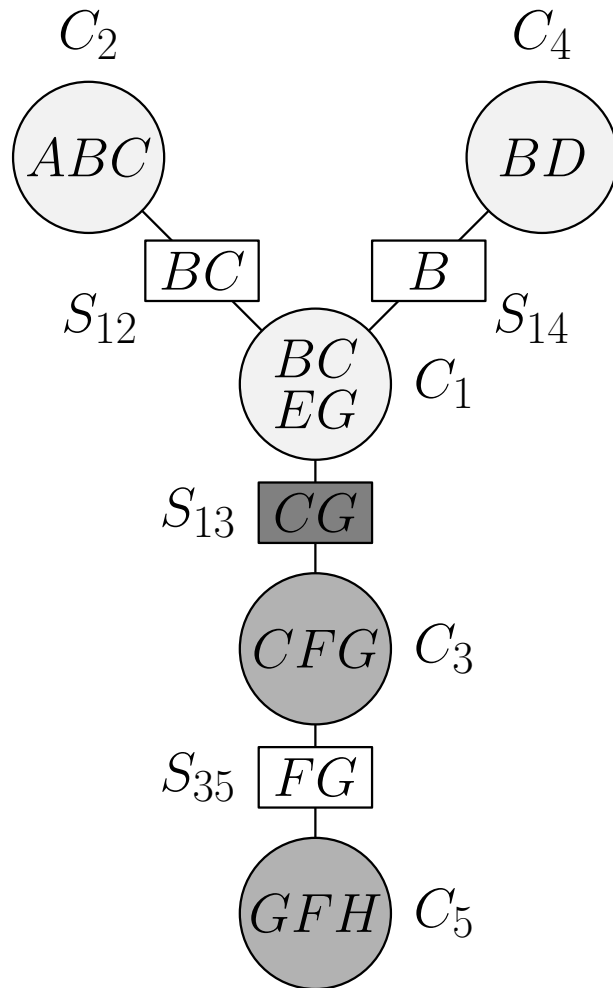 C₂
C₄
ABC
BD
BC
B
S₁₂
S₁₄
BC
EG
C₁
S₁₃
CG
CFG
C₃
S₃₅
FG
GFH
C₅